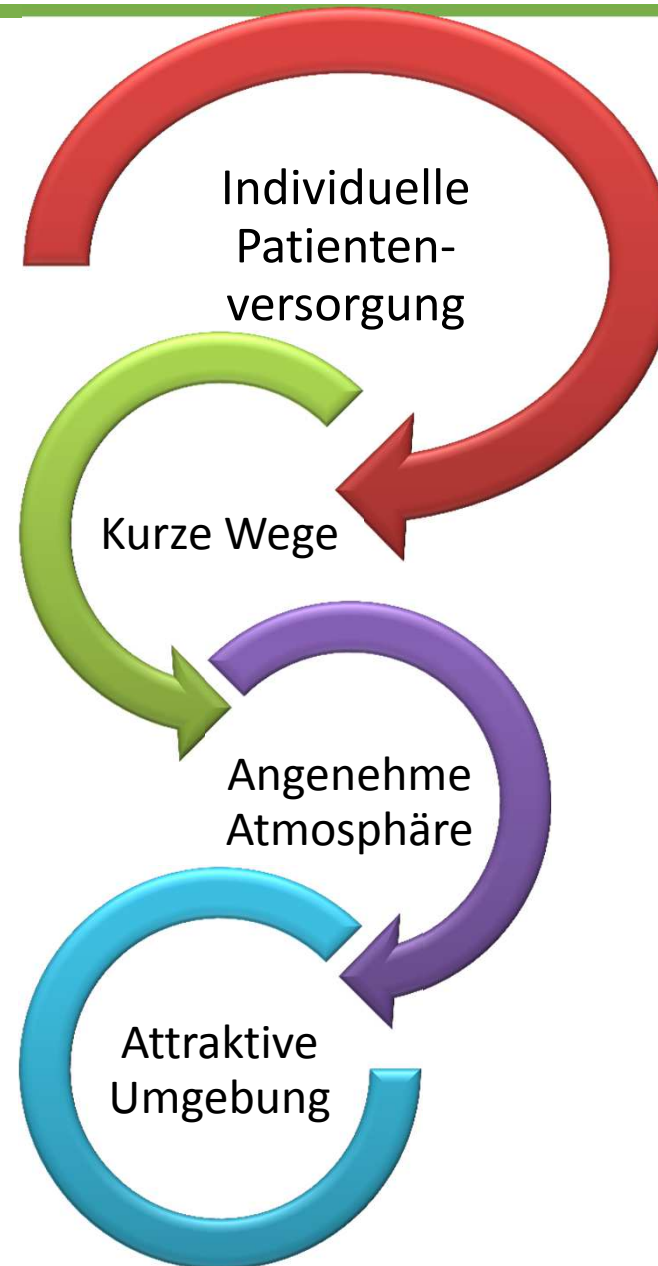 Individuelle
Patienten-
versorgung
Kurze Wege
Angenehme
Atmosphäre
Attraktive
Umgebung